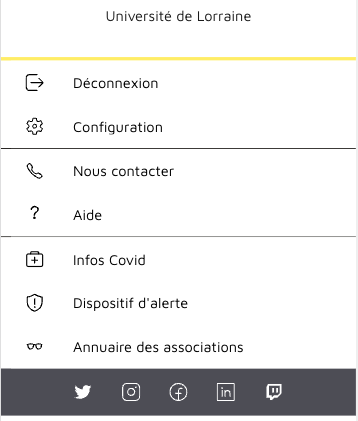 Université de Lorraine
Déconnexion
Configuration
Nous contacter
? Aide
Infos Covid
Dispositif d'alerte
Annuaire des associations